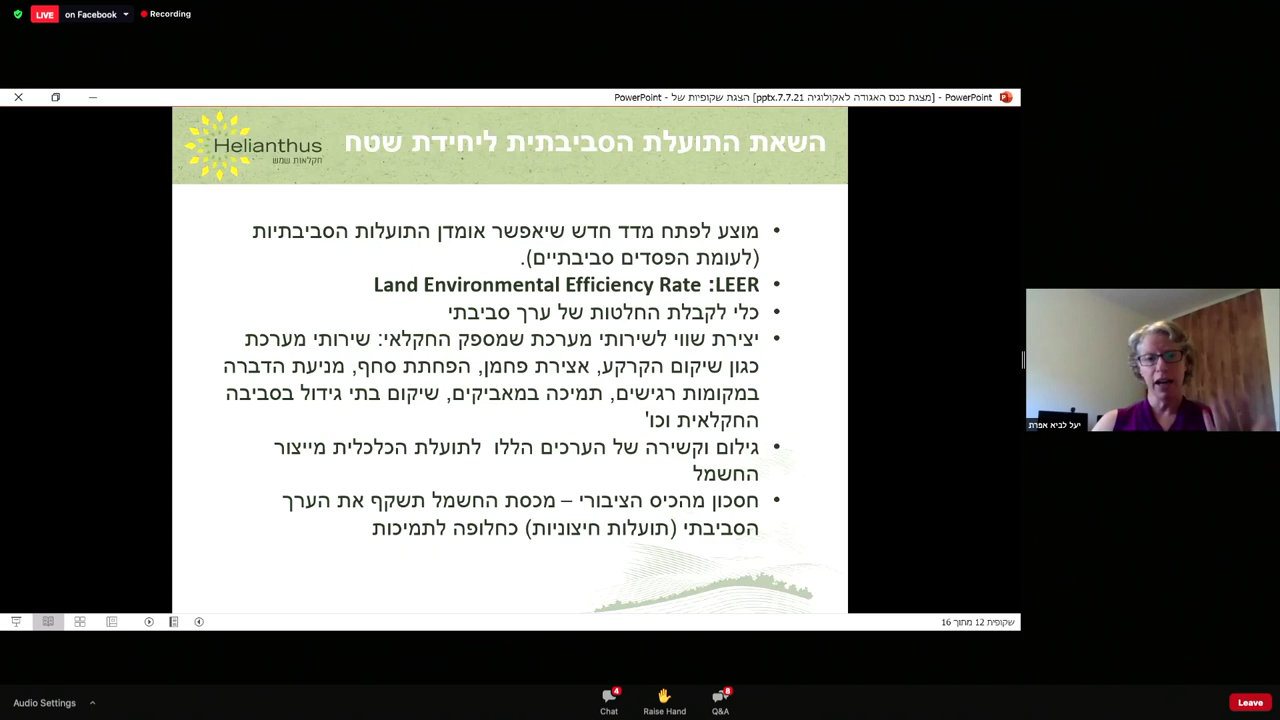 LIVE on Facebook Recording
PowerPoint - [מצגת כנס האגודה לאקולוגיה 7.7.21.pptx] הצגת שקופיות של - PowerPoint
Helianthus
חקלאות שמש
השאת התועלת הסביבתית ליחידת שטח
• מוצע לפתח מדד חדש שיאפשר אומדן התועלות הסביבתיות
(לעומת הפסדים סביבתיים).
• LEER: Land Environmental Efficiency Rate
• כלי לקבלת החלטות של ערך סביבתי
• יצירת שווי לשירותי מערכת שמספק החקלאי: שירותי מערכת
כגון שיקום הקרקע, אצירת פחמן, הפחתת סחף, מניעת הדברה
במקומות רגישים, תמיכה במאביקים, שיקום בתי גידול בסביבה
החקלאית וכו'
• גילום וקשירה של הערכים הללו לתועלת הכלכלית מייצור
החשמל
• חסכון מהכיס הציבורי – מכסת החשמל תשקף את הערך
הסביבתי (תועלות חיצוניות) כחלופה לתמיכות
יעל לביא אפרת
שקופית 12 מתוך 16
Audio Settings
4
Chat
Raise Hand
8
Q&A
Leave